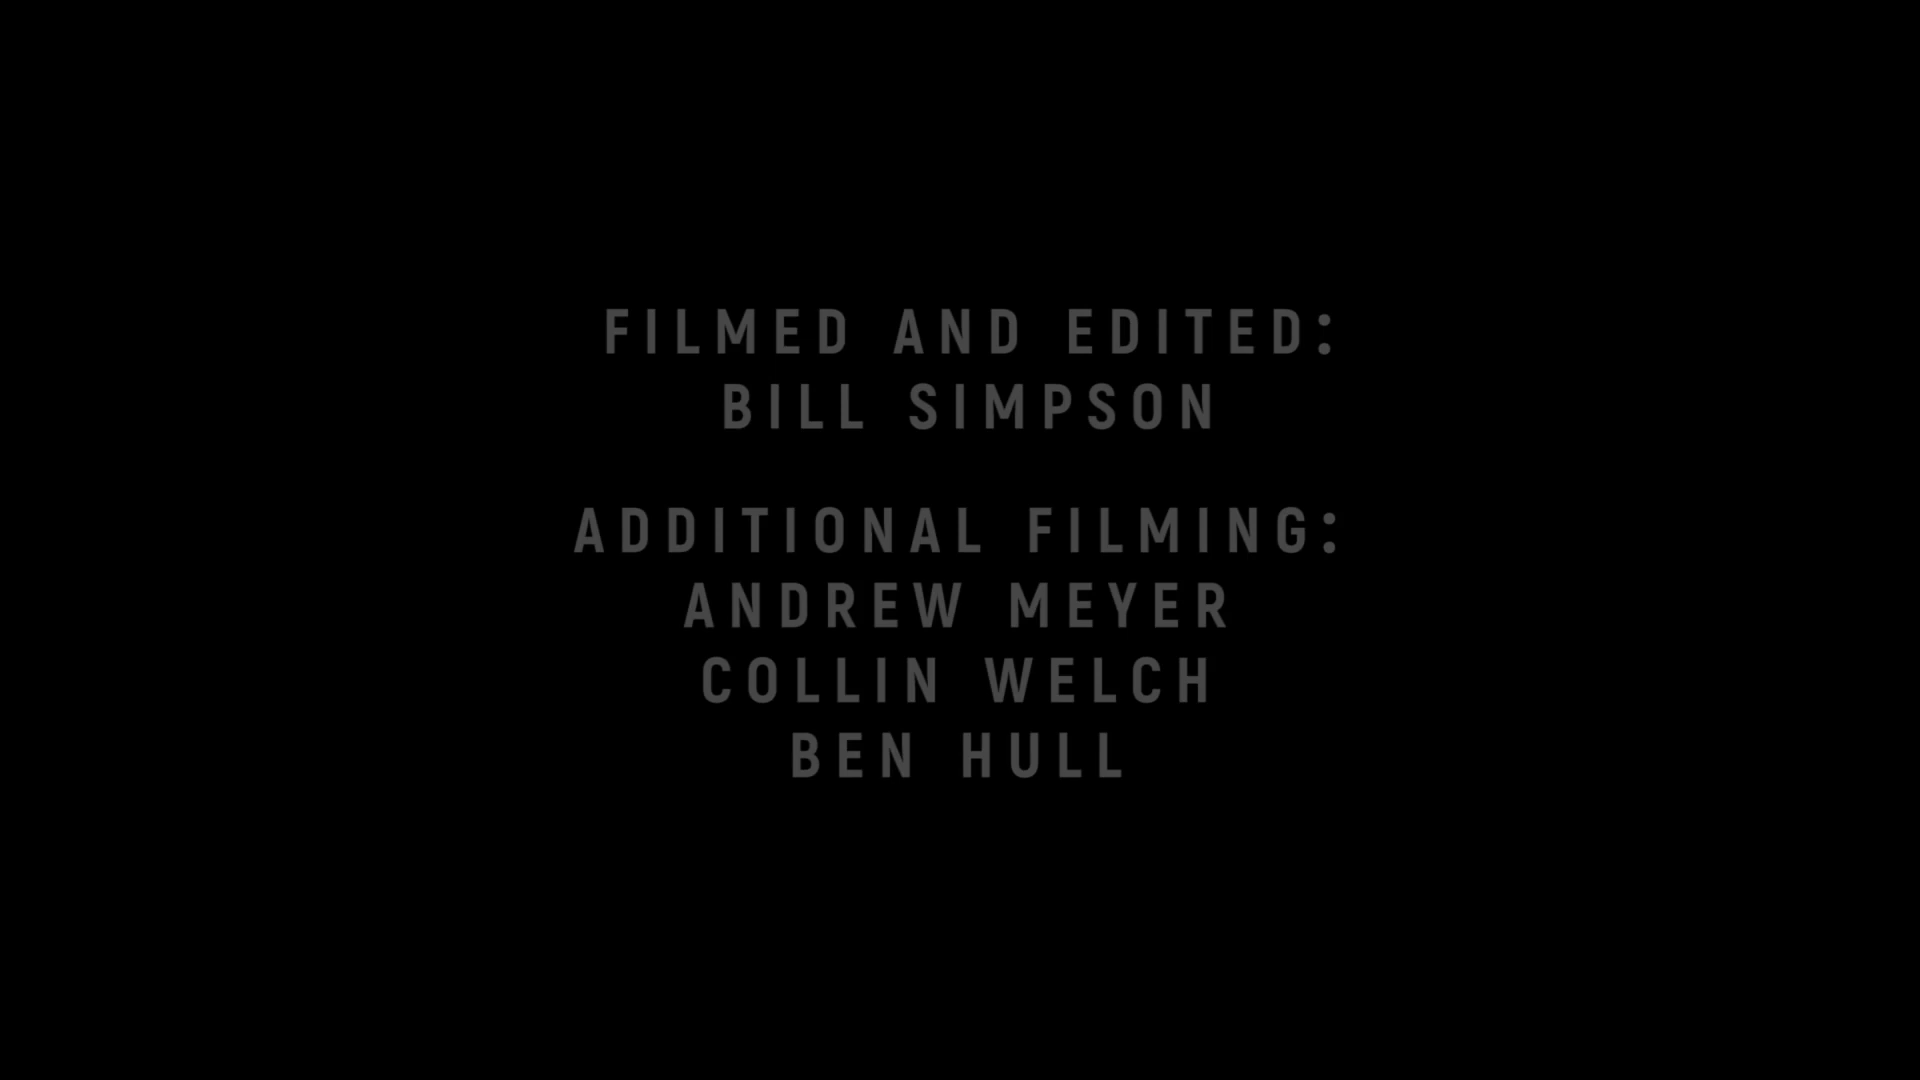 FILMED AND EDITED:
BILL SIMPSON
ADDITIONAL FILMING:
ANDREW MEYER
COLLIN WELCH
BEN HULL